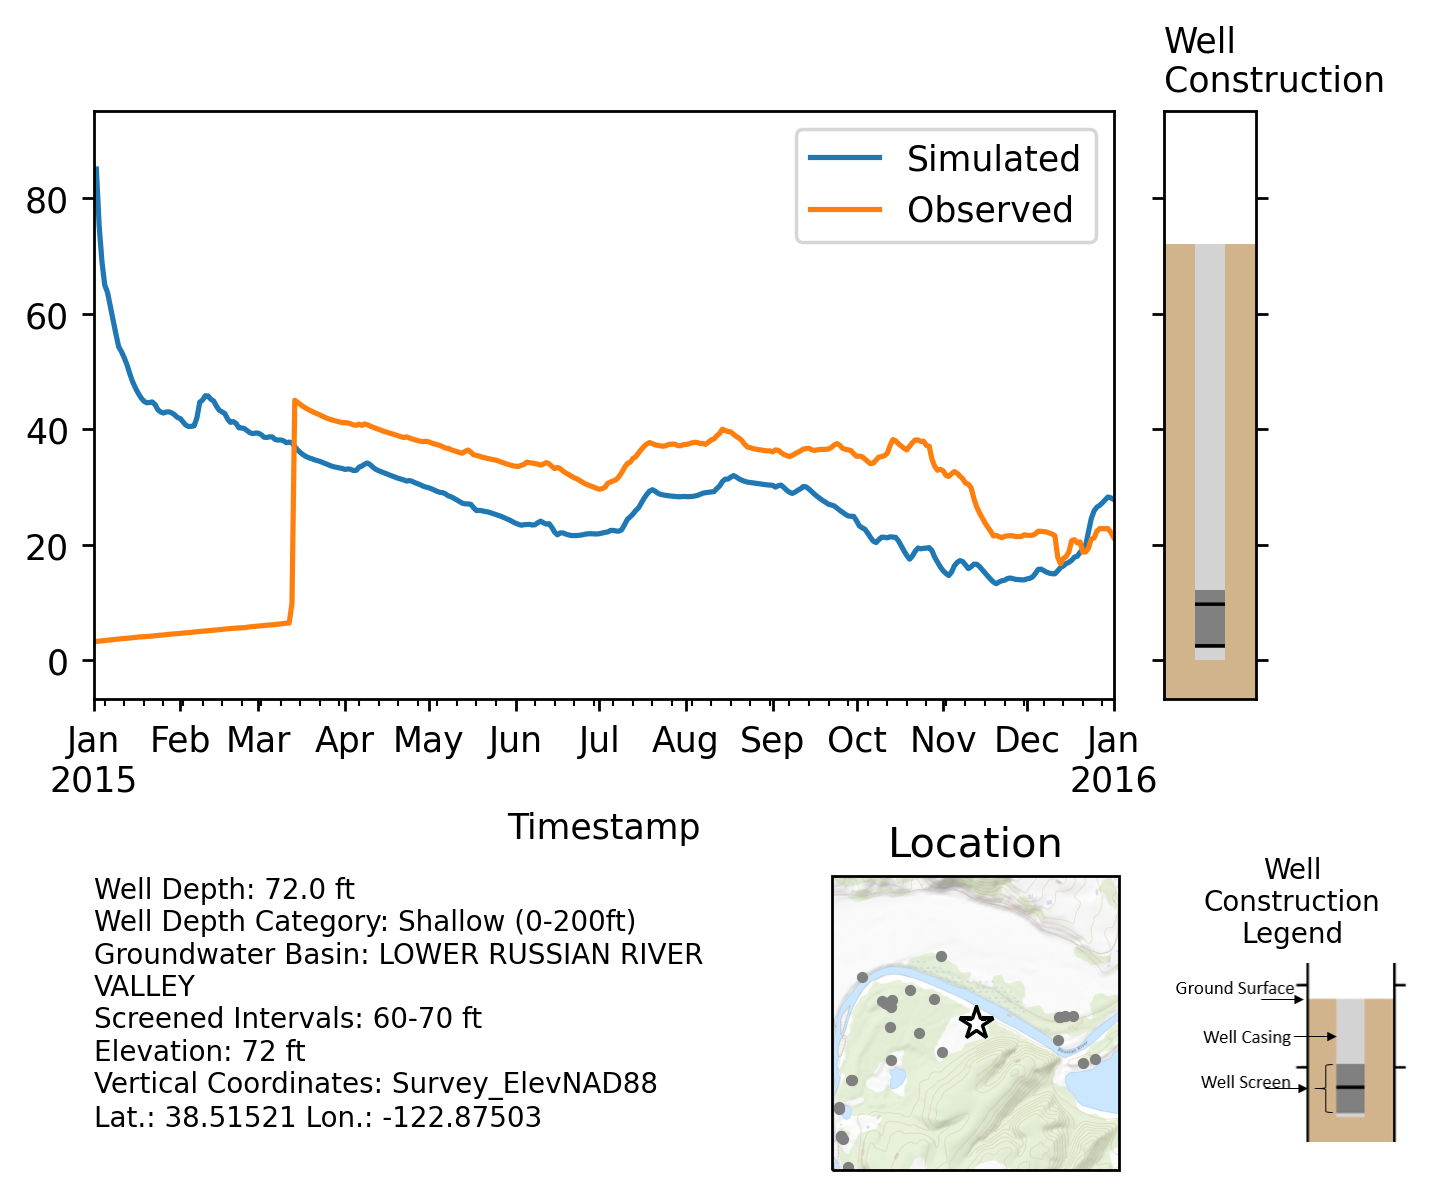 Well
Construction
Simulated
Observed
80
60
40
20
0
Jan Feb Mar Apr May Jun Jul Aug Sep Oct Nov Dec Jan
2015 2016
Timestamp
Well Depth: 72.0 ft
Well Depth Category: Shallow (0-200ft)
Groundwater Basin: LOWER RUSSIAN RIVER
VALLEY
Screened Intervals: 60-70 ft
Elevation: 72 ft
Vertical Coordinates: Survey_ElevNAD88
Lat.: 38.51521 Lon.: -122.87503
Location
Well
Construction
Legend
Ground Surface
Well Casing
Well Screen